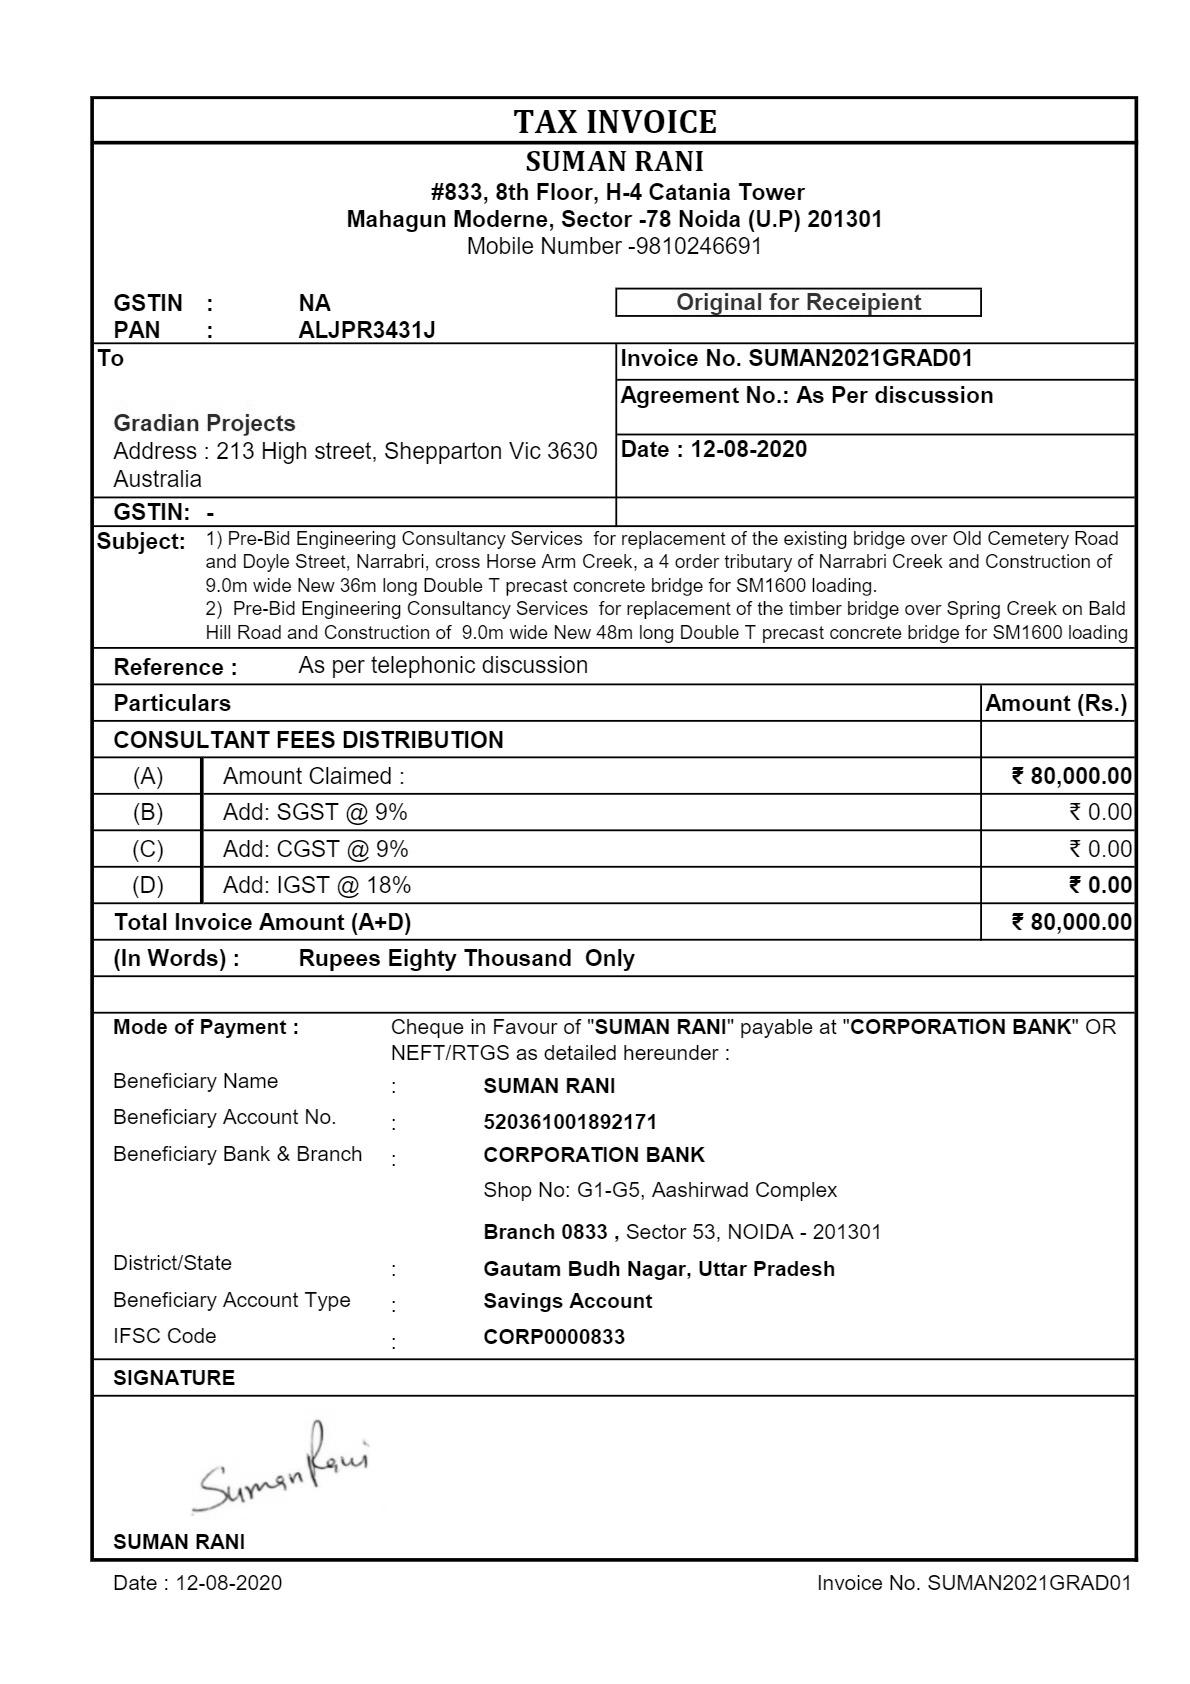 TAX INVOICE
SUMAN RANI
#833, 8th Floor, H-4 Catania Tower
Mahagun Moderne, Sector -78 Noida (U.P) 201301
Mobile Number -9810246691
GSTIN : NA
Original for Receipient
PAN : ALJPR3431J
To
Invoice No. SUMAN2021GRAD01
Agreement No.: As Per discussion
Gradian Projects
Address : 213 High street, Shepparton Vic 3630
Australia
Date : 12-08-2020
GSTIN: -
Subject: 1) Pre-Bid Engineering Consultancy Services for replacement of the existing bridge over Old Cemetery Road
and Doyle Street, Narrabri, cross Horse Arm Creek, a 4 order tributary of Narrabri Creek and Construction of
9.0m wide New 36m long Double T precast concrete bridge for SM1600 loading.
2) Pre-Bid Engineering Consultancy Services for replacement of the timber bridge over Spring Creek on Bald
Hill Road and Construction of 9.0m wide New 48m long Double T precast concrete bridge for SM1600 loading
Reference : As per telephonic discussion
Particulars Amount (Rs.)
CONSULTANT FEES DISTRIBUTION
(A) Amount Claimed : ₹ 80,000.00
(B) Add: SGST @ 9% ₹ 0.00
(C) Add: CGST @ 9% ₹ 0.00
(D) Add: IGST @ 18% ₹ 0.00
Total Invoice Amount (A+D) ₹ 80,000.00
(In Words) : Rupees Eighty Thousand Only
Mode of Payment : Cheque in Favour of "SUMAN RANI" payable at "CORPORATION BANK" OR
NEFT/RTGS as detailed hereunder :
Beneficiary Name : SUMAN RANI
Beneficiary Account No. : 520361001892171
Beneficiary Bank & Branch : CORPORATION BANK
Shop No: G1-G5, Aashirwad Complex
Branch 0833 , Sector 53, NOIDA - 201301
District/State : Gautam Budh Nagar, Uttar Pradesh
Beneficiary Account Type : Savings Account
IFSC Code : CORP0000833
SIGNATURE
Suman Rani
SUMAN RANI
Date : 12-08-2020 Invoice No. SUMAN2021GRAD01